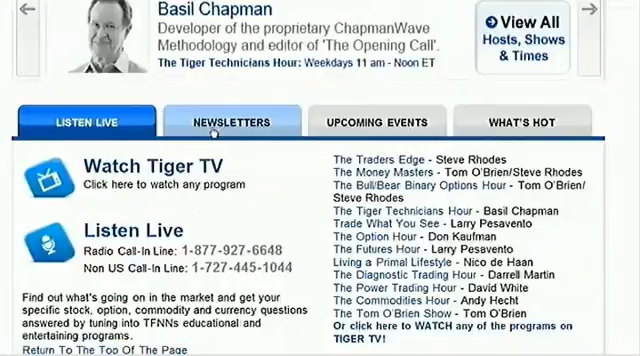 Basil Chapman
Developer of the proprietary ChapmanWave
Methodology and editor of 'The Opening Call'.
The Tiger Technicians Hour: Weekdays 11 am - Noon ET
View All
Hosts, Shows
& Times
LISTEN LIVE
NEWSLETTERS
UPCOMING EVENTS
WHAT'S HOT
Watch Tiger TV
Click here to watch any program
Listen Live
Radio Call-In Line: 1-877-927-6648
Non US Call-In Line: 1-727-445-1044
Find out what's going on in the market and get your
specific stock, option, commodity and currency questions
answered by tuning into TFNNs educational and
entertaining programs.
Return To The Top Of The Page
The Traders Edge - Steve Rhodes
The Money Masters - Tom O'Brien/Steve Rhodes
The Bull/Bear Binary Options Hour - Tom O'Brien/
Steve Rhodes
The Tiger Technicians Hour - Basil Chapman
Trade What You See - Larry Pesavento
The Option Hour - Don Kaufman
The Futures Hour - Larry Pesavento
Living a Primal Lifestyle - Nico de Haan
The Diagnostic Trading Hour - Darrell Martin
The Power Trading Hour - David White
The Commodities Hour - Andy Hecht
The Tom O'Brien Show - Tom O'Brien
Or click here to WATCH any of the programs on
TIGER TV!